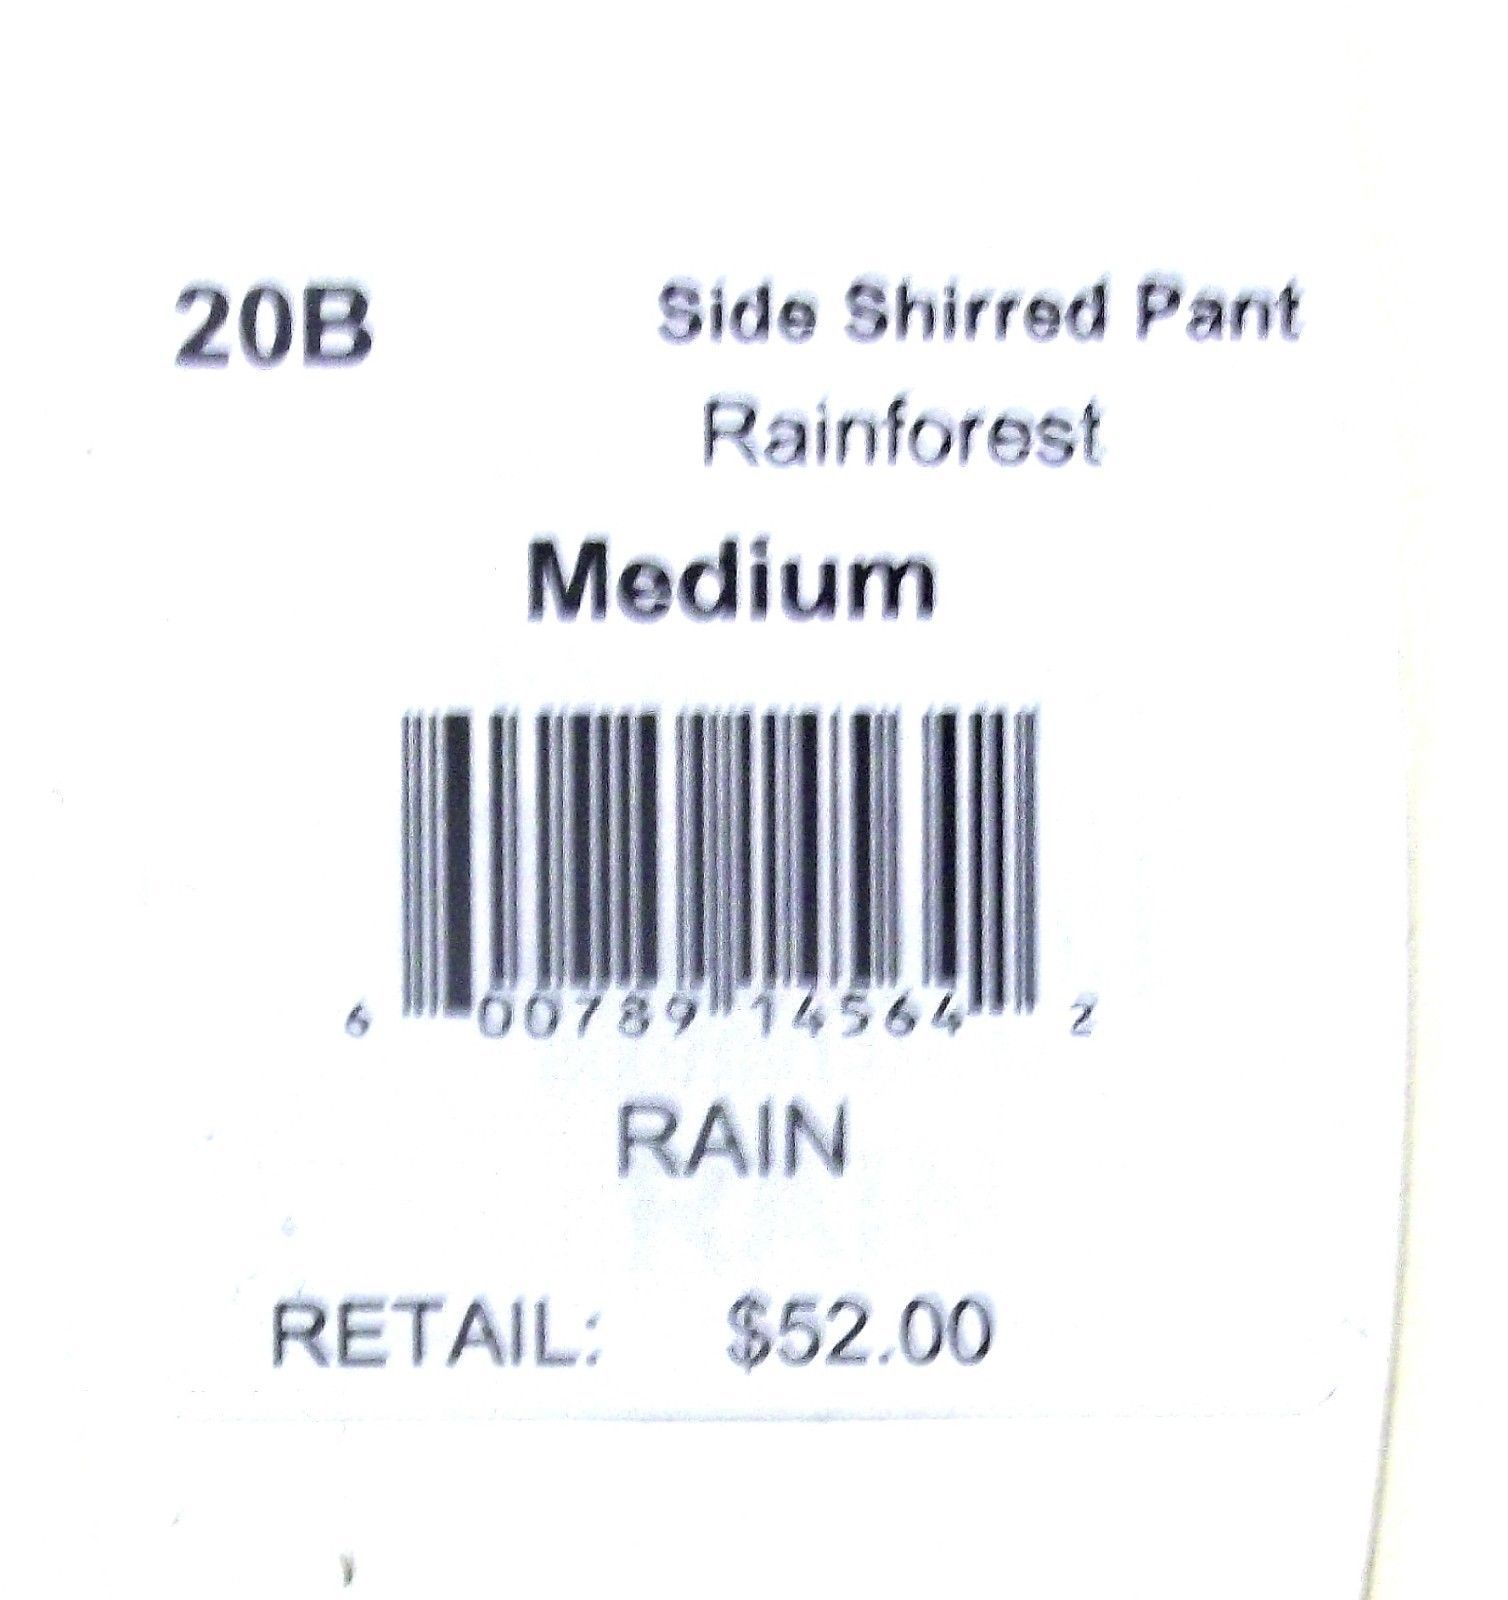 20B Side Shirred Pant
Rainforest
Medium
6 00789 14564 2
RAIN
RETAIL: $52.00